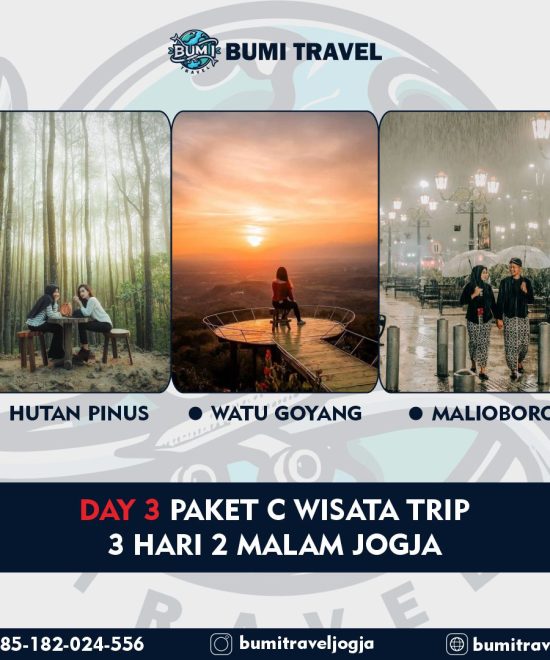 BUMI
TRAVEL
BUMI TRAVEL
HUTAN PINUS
WATU GOYANG
MALIOBORO
DAY 3 PAKET C WISATA TRIP
3 HARI 2 MALAM JOGJA
TRAVEL
85-182-024-556
bumitraveljogja
bumitrave